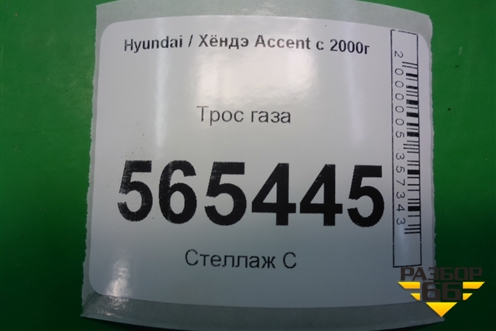 Hyundai / Хёндэ Accent с 2000г
Трос газа
565445
Стеллаж С
2000005357343
РАЗБОР
66